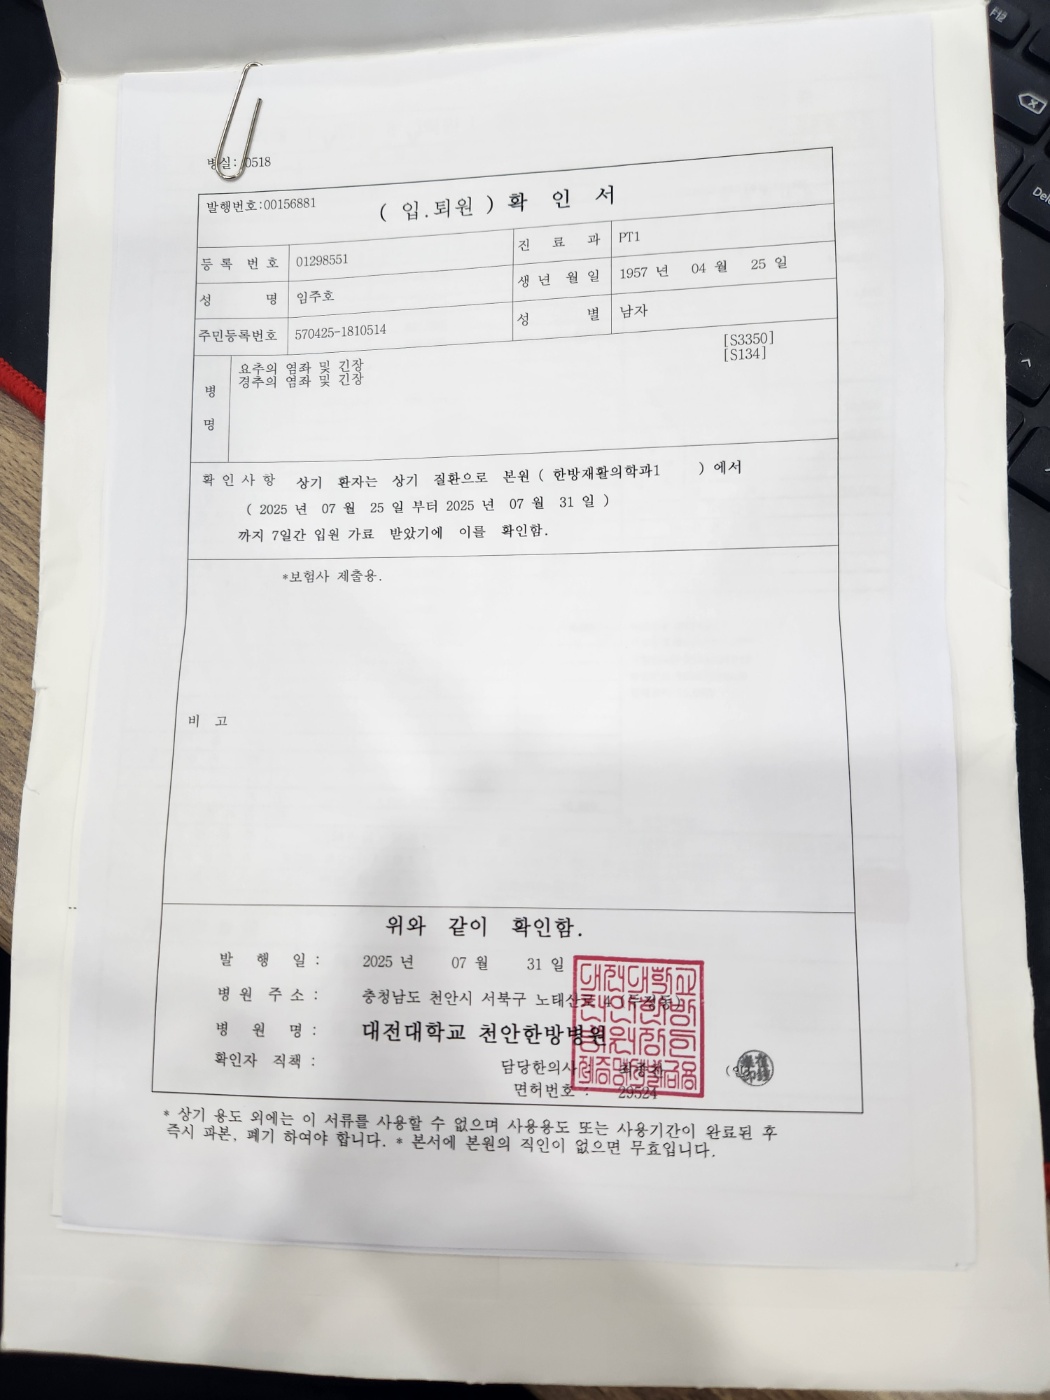 병실: 0518
발행번호:00156881
( 입.퇴원 ) 확 인 서
등 록 번 호 01298551 진 료 과 PT1
성 명 임주호 생 년 월 일 1957 년 04 월 25 일
주민등록번호 570425-1810514 성 별 남자
병 명
요추의 염좌 및 긴장 [S3350]
경추의 염좌 및 긴장 [S134]
확 인 사 항 상기 환자는 상기 질환으로 본원 ( 한방재활의학과1 ) 에서
( 2025 년 07 월 25 일 부터 2025 년 07 월 31 일 )
까지 7일간 입원 가료 받았기에 이를 확인함.
*보험사 제출용.
비 고
위와 같이 확인함.
발 행 일 : 2025 년 07 월 31 일
병 원 주 소 : 충청남도 천안시 서북구 노태산로 4
병 원 명 : 대전대학교 천안한방병원
확인자 직책 : 담당한의사
면허번호 : 29524
* 상기 용도 외에는 이 서류를 사용할 수 없으며 사용용도 또는 사용기간이 완료된 후
즉시 파본, 폐기 하여야 합니다. * 본서에 본원의 직인이 없으면 무효입니다.
F12
Del